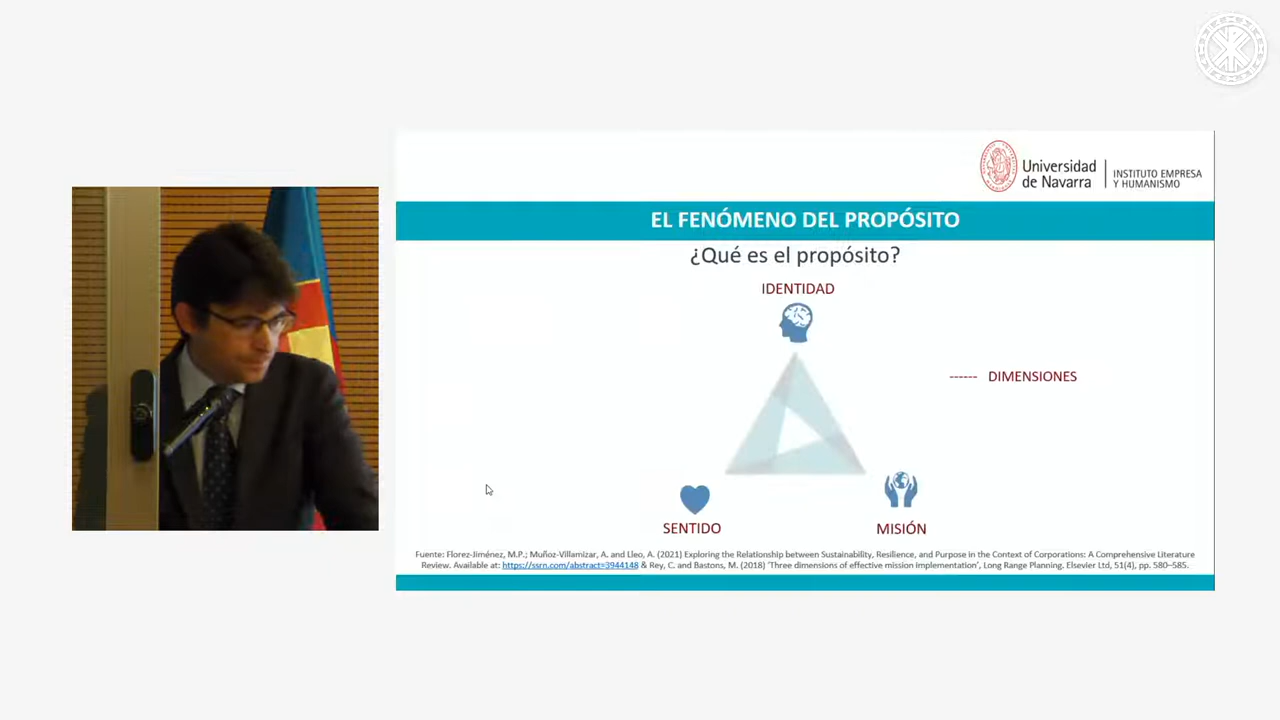 Universidad
de Navarra
INSTITUTO EMPRESA
Y HUMANISMO
EL FENÓMENO DEL PROPÓSITO
¿Qué es el propósito?
IDENTIDAD
------ DIMENSIONES
SENTIDO
MISIÓN
Fuente: Florez-Jiménez, M.P.; Muñoz-Villamizar, A. and Lleo, A. (2021) Exploring the Relationship between Sustainability, Resilience, and Purpose in the Context of Corporations: A Comprehensive Literature
Review. Available at: https://ssrn.com/abstract=3944148 & Rey, C. and Bastons, M. (2018) 'Three dimensions of effective mission implementation', Long Range Planning. Elsevier Ltd, 51(4), pp. 580–585.